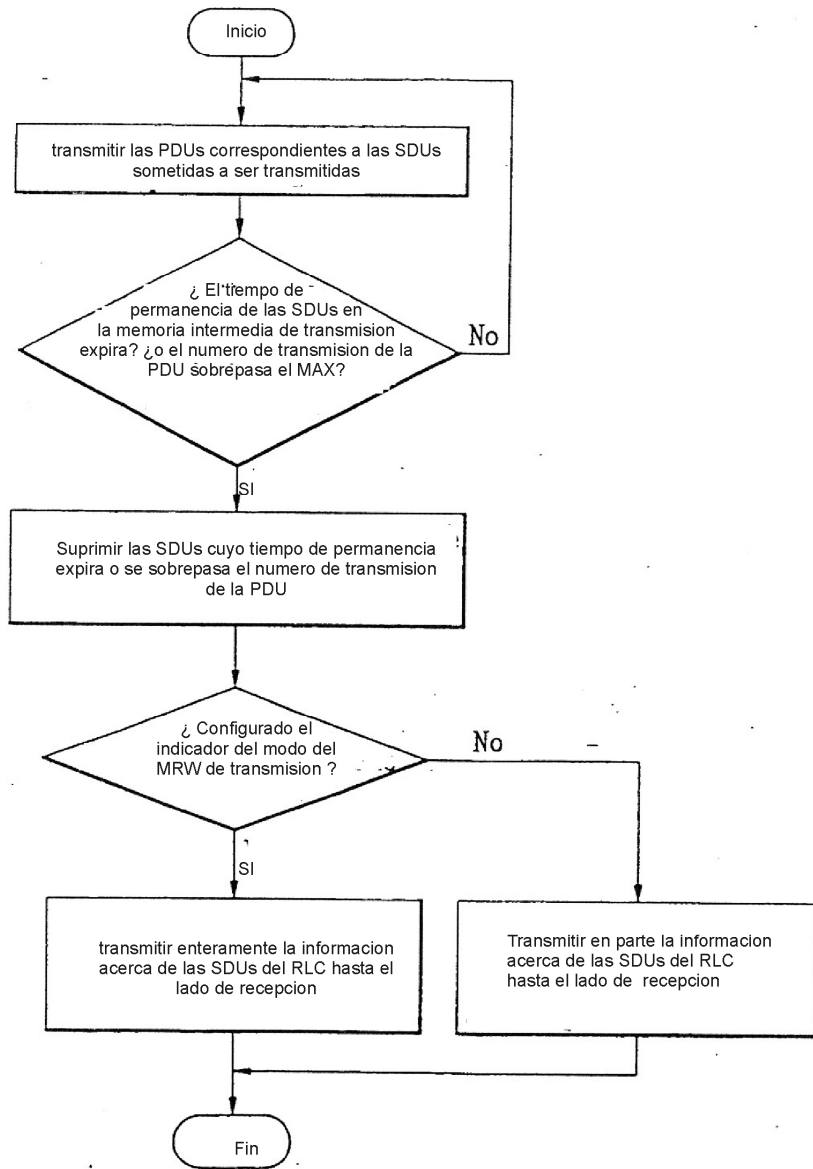 Inicio
transmitir las PDUs correspondientes a las SDUs
sometidas a ser transmitidas
¿ El tiempo de
permanencia de las SDUs en
la memoria intermedia de transmision
expira? ¿o el numero de transmision de la
PDU sobrepasa el MAX?
No
SI
Suprimir las SDUs cuyo tiempo de permanencia
expira o se sobrepasa el numero de transmision
de la PDU
¿ Configurado el
indicador del modo del
MRW de transmision ?
No
SI
transmitir enteramente la informacion
acerca de las SDUs del RLC hasta el
lado de recepcion
Transmitir en parte la informacion
acerca de las SDUs del RLC
hasta el lado de recepcion
Fin